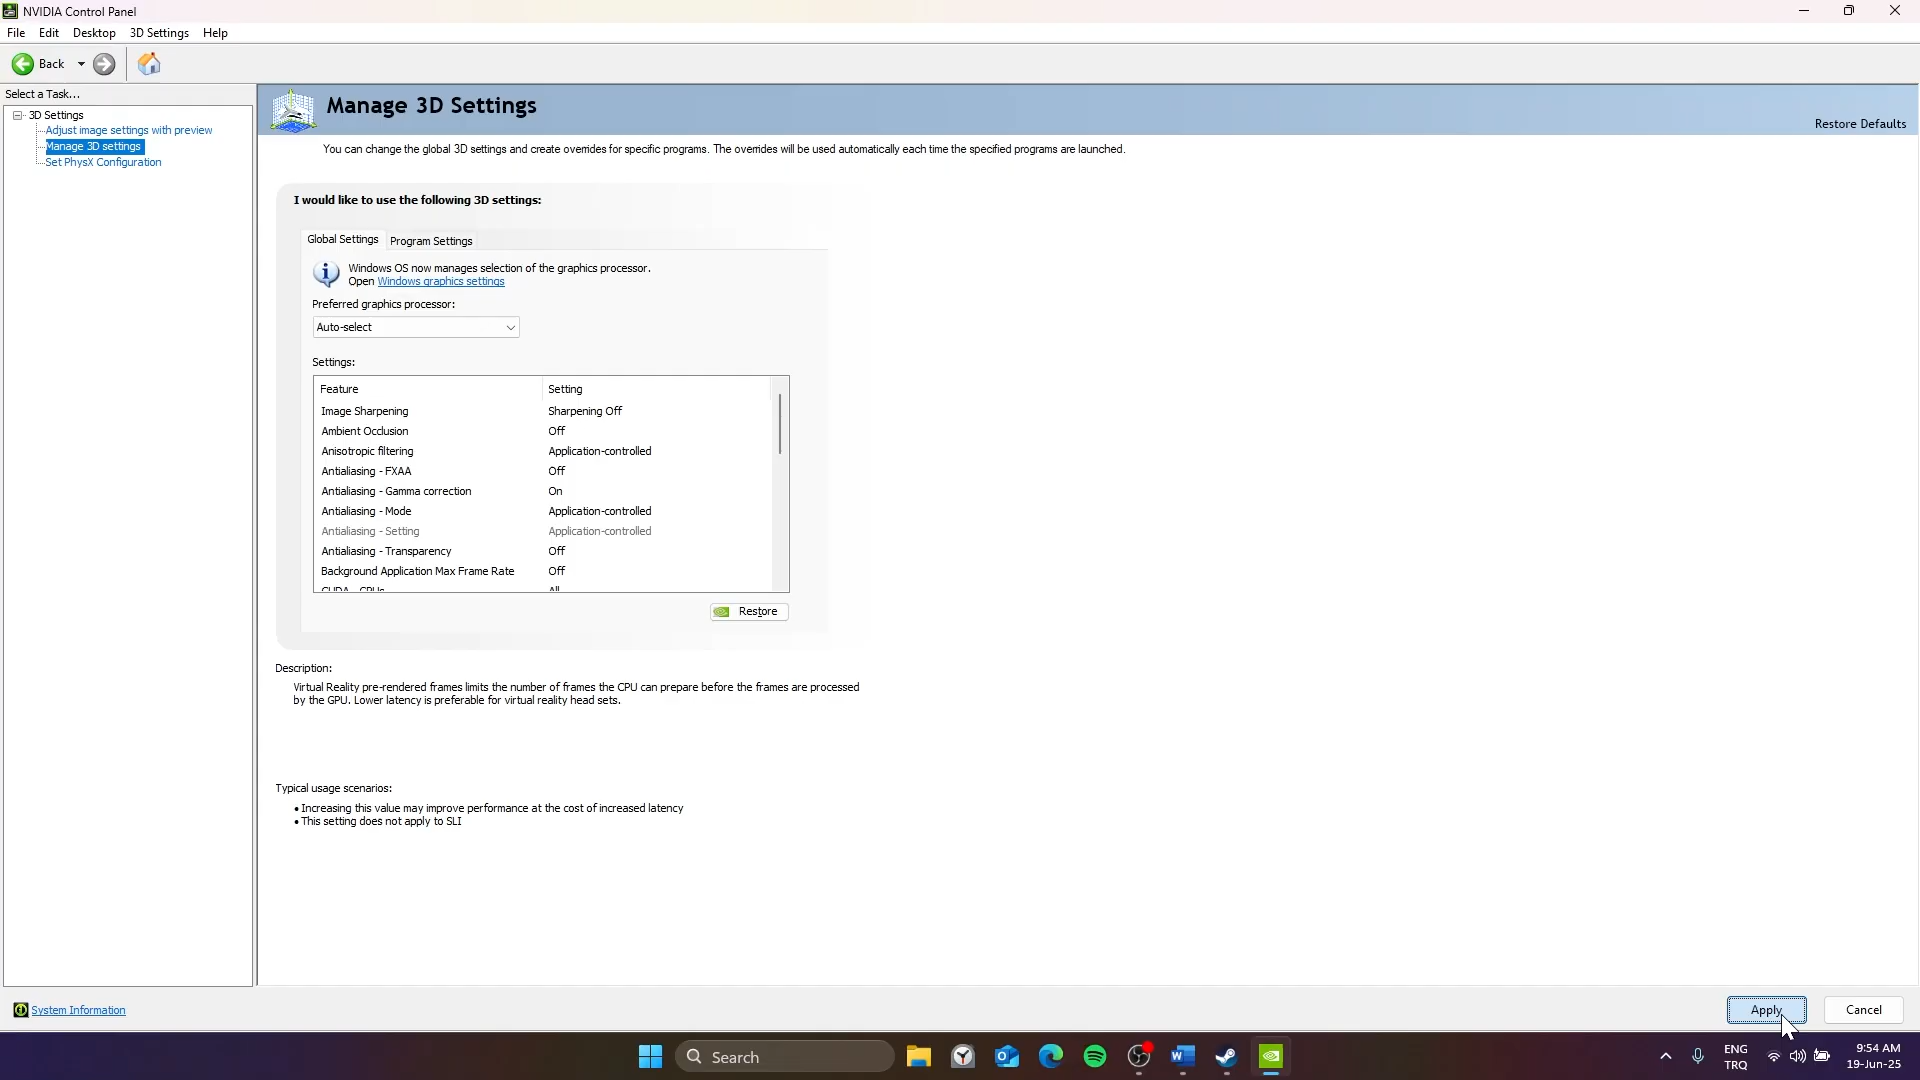 NVIDIA Control Panel
File Edit Desktop 3D Settings Help
Back
Select a Task...
3D Settings
Adjust image settings with preview
Manage 3D settings
Set PhysX Configuration
Manage 3D Settings
Restore Defaults
You can change the global 3D settings and create overrides for specific programs. The overrides will be used automatically each time the specified programs are launched.
I would like to use the following 3D settings:
Global Settings Program Settings
Windows OS now manages selection of the graphics processor.
Open Windows graphics settings
Preferred graphics processor:
Auto-select
Settings:
Feature Setting
Image Sharpening Sharpening Off
Ambient Occlusion Off
Anisotropic filtering Application-controlled
Antialiasing - FXAA Off
Antialiasing - Gamma correction On
Antialiasing - Mode Application-controlled
Antialiasing - Setting Application-controlled
Antialiasing - Transparency Off
Background Application Max Frame Rate Off
CUDA - GPUs All
Restore
Description:
Virtual Reality pre-rendered frames limits the number of frames the CPU can prepare before the frames are processed
by the GPU. Lower latency is preferable for virtual reality head sets.
Typical usage scenarios:
• Increasing this value may improve performance at the cost of increased latency
• This setting does not apply to SLI
System Information
Apply Cancel
Search
ENG
TRQ
9:54 AM
19-Jun-25